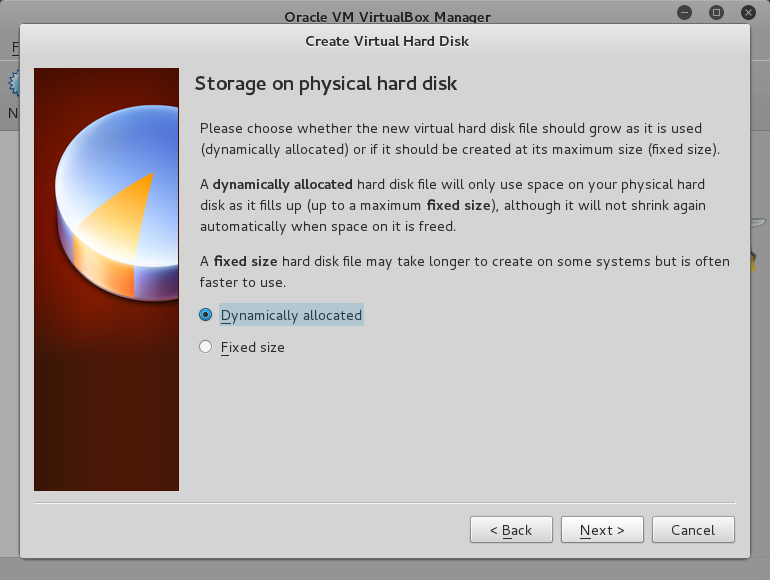 Oracle VM VirtualBox Manager
Create Virtual Hard Disk
F
N
Storage on physical hard disk
Please choose whether the new virtual hard disk file should grow as it is used
(dynamically allocated) or if it should be created at its maximum size (fixed size).
A dynamically allocated hard disk file will only use space on your physical hard
disk as it fills up (up to a maximum fixed size), although it will not shrink again
automatically when space on it is freed.
A fixed size hard disk file may take longer to create on some systems but is often
faster to use.
Dynamically allocated
Fixed size
< Back
Next >
Cancel